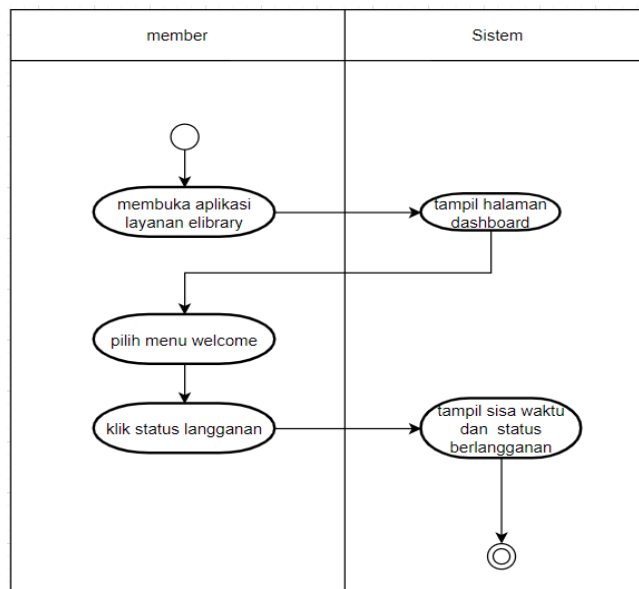 member
Sistem
membuka aplikasi
layanan elibrary
tampil halaman
dashboard
pilih menu welcome
klik status langganan
tampil sisa waktu
dan status
berlangganan